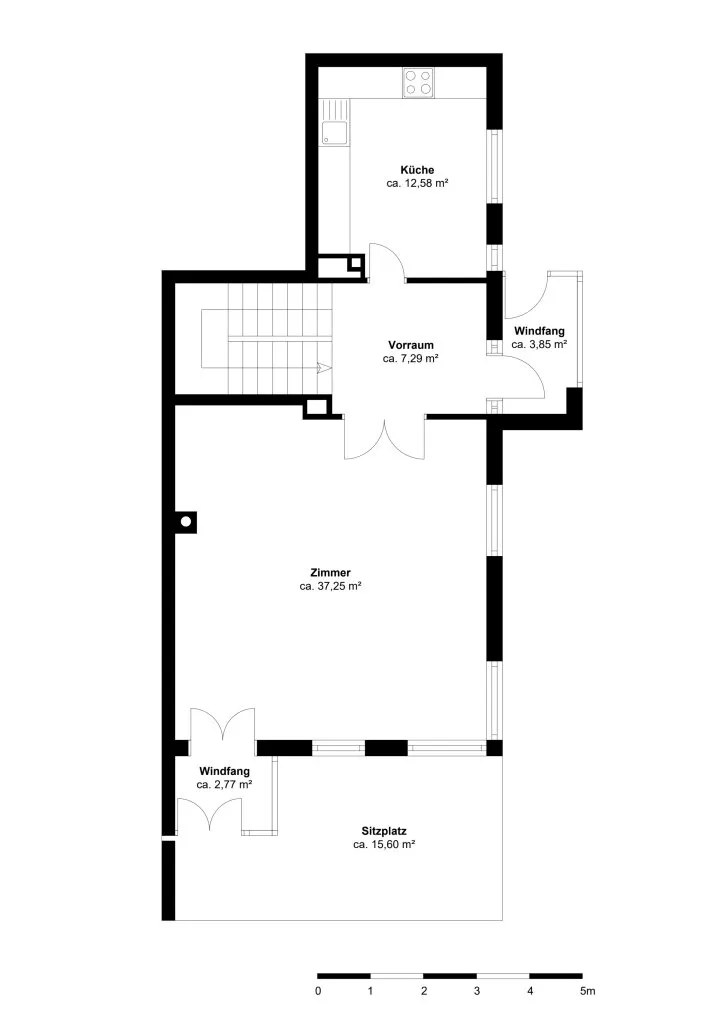 Küche
ca. 12,58 m²
Windfang
ca. 3,85 m²
Vorraum
ca. 7,29 m²
Zimmer
ca. 37,25 m²
Windfang
ca. 2,77 m²
Sitzplatz
ca. 15,60 m²
0 1 2 3 4 5m